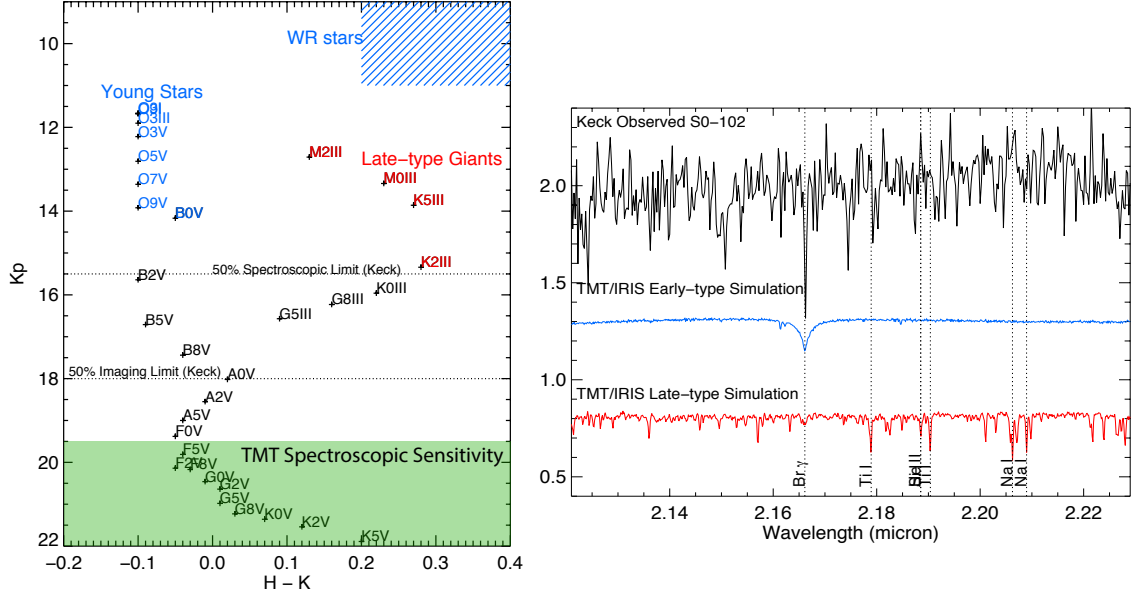 WR stars
Young Stars
O3I
O3III
O3V
O5V
O7V
O9V
B0V
M2III
Late-type Giants
M0III
K5III
K2III
50% Spectroscopic Limit (Keck)
B2V
K0III
G8III
G5III
B5V
B8V
50% Imaging Limit (Keck)
A0V
A2V
A5V
F0V
F5V
TMT Spectroscopic Sensitivity
F2V
A8V
G0V
G2V
G5V
G8V
K0V
K2V
K5V
10
12
14
16
18
20
22
Kp
-0.2 -0.1 0.0 0.1 0.2 0.3 0.4
H - K
Keck Observed S0-102
TMT/IRIS Early-type Simulation
TMT/IRIS Late-type Simulation
Br γ
Ti I
Ti I
Na I
Na I
2.0
1.5
1.0
0.5
2.14 2.16 2.18 2.20 2.22
Wavelength (micron)